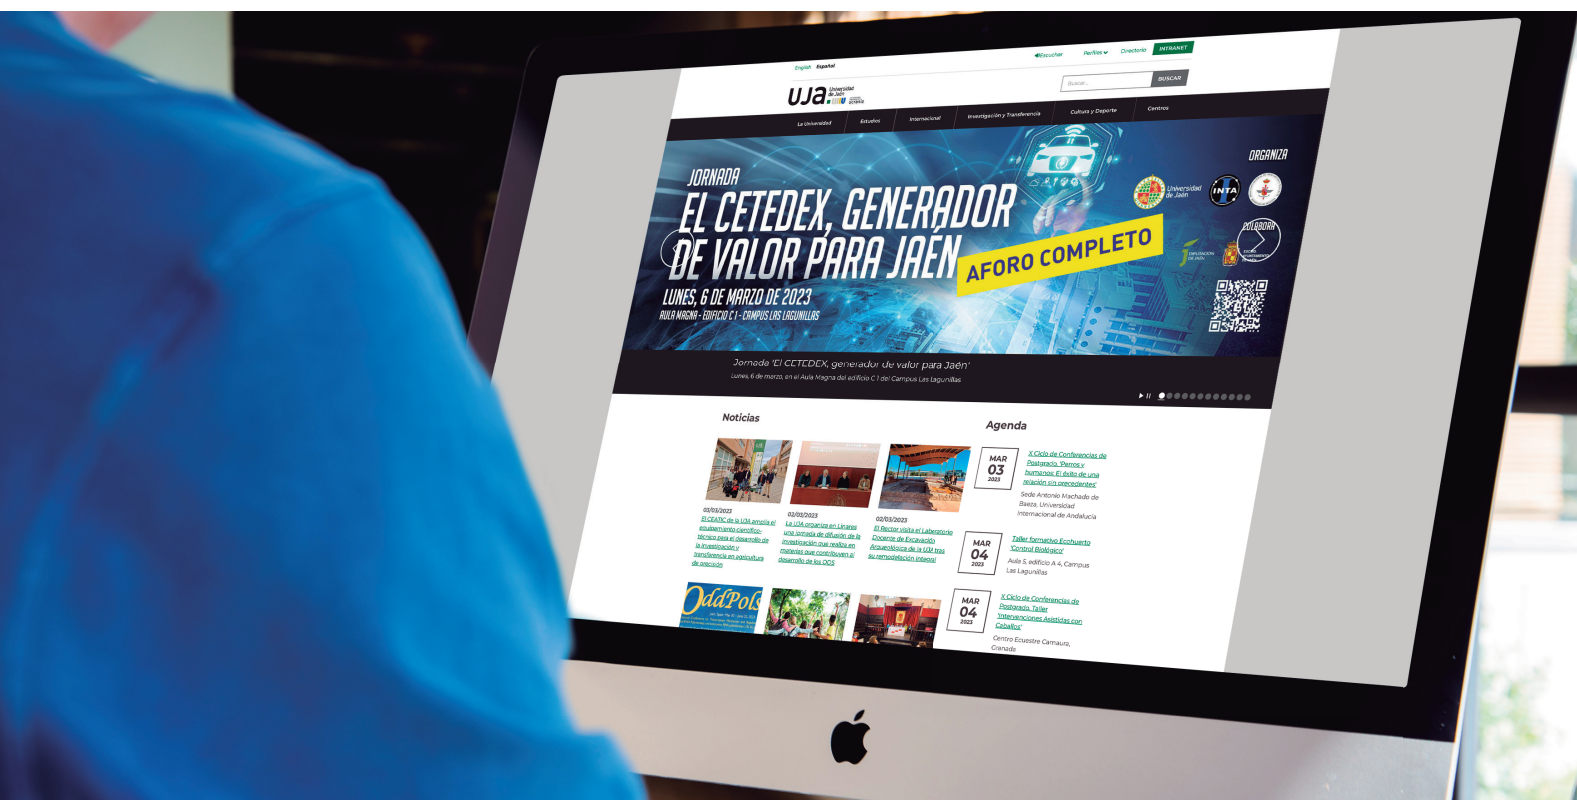 English Español
Escuchar Perfiles Directorio INTRANET
Buscar... BUSCAR
uja Universidad de Jaén
La Universidad Estudios Internacional Investigación y Transferencia Cultura y Deporte Centros
JORNADA
EL CETEDEX, GENERADOR
DE VALOR PARA JAÉN
AFORO COMPLETO
LUNES, 6 DE MARZO DE 2023
AULA MAGNA - EDIFICIO C1 - CAMPUS LAS LAGUNILLAS
ORGANIZA
Universidad
de Jaén
INTA
COLABORA
DIPUTACIÓN
DE JAÉN
Jornada 'El CETEDEX, generador de valor para Jaén'
Lunes, 6 de marzo, en el Aula Magna del edificio C1 del Campus Las Lagunillas
Noticias
03/03/2023
El CEATIC de la UJA amplía el
equipamiento científico-
técnico para el desarrollo de
la investigación y
transferencia en agricultura
de precisión
02/03/2023
La UJA organiza en Linares
una jornada de difusión de la
investigación que realiza en
materias que contribuyen al
desarrollo de los ODS
02/03/2023
El Rector visita el Laboratorio
Docente de Excavación
Arqueológica de la UJA tras
su remodelación integral
OddPols
Agenda
MAR
03
2023
X Ciclo de Conferencias de
Postgrado. 'Perros y
humanos: El éxito de una
relación sin precedentes'
Sede Antonio Machado de
Baeza, Universidad
Internacional de Andalucía
MAR
04
2023
Taller formativo Ecohuerto
'Control Biológico'
Aula 5, edificio A 4, Campus
Las Lagunillas
MAR
04
2023
X Ciclo de Conferencias de
Postgrado. Taller
'Intervenciones Asistidas con
Caballos'
Centro Ecuestre Camaura,
Granada